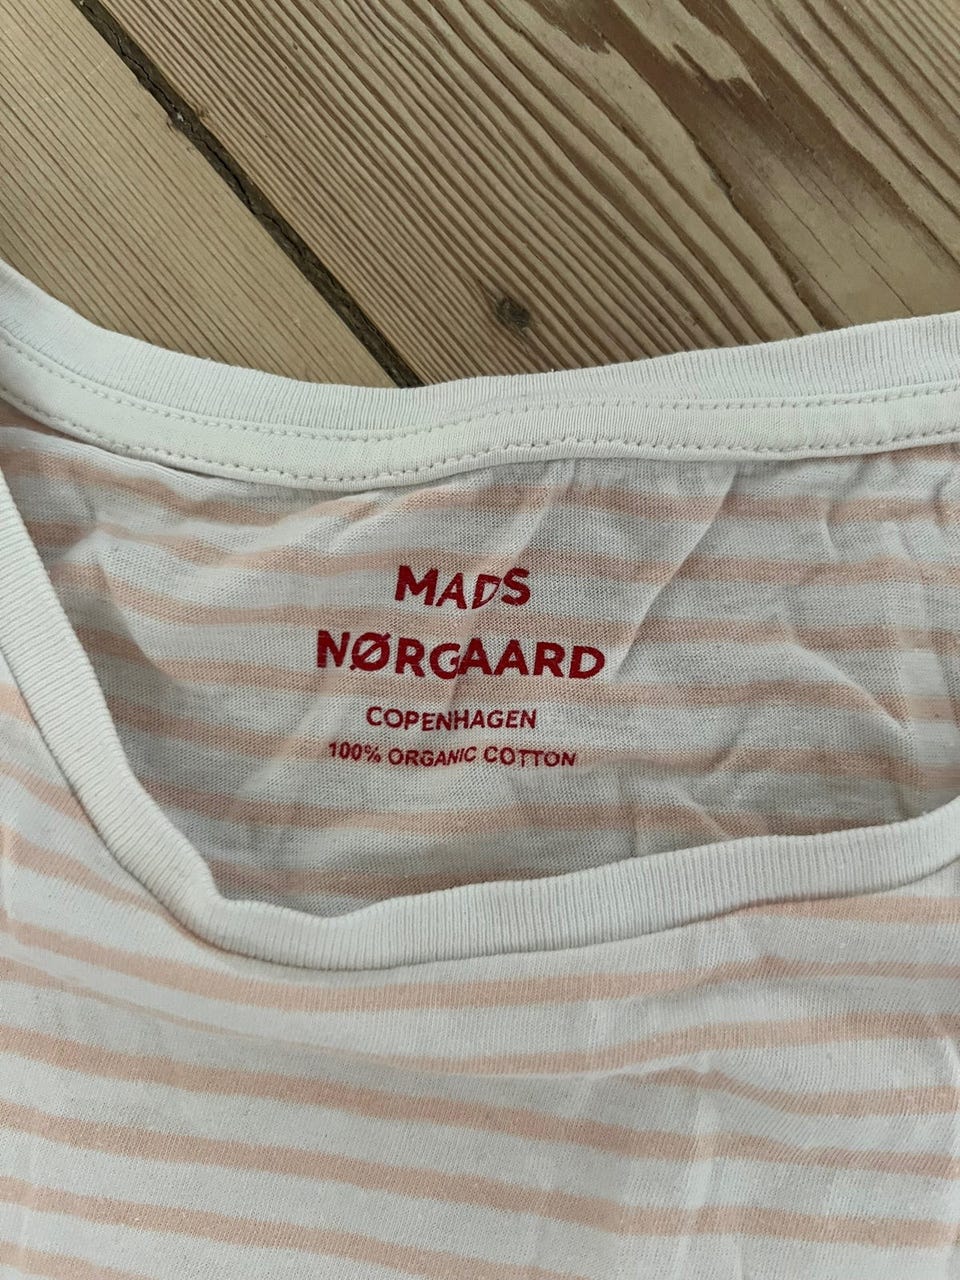 MADS
NØRGAARD
COPENHAGEN
100% ORGANIC COTTON